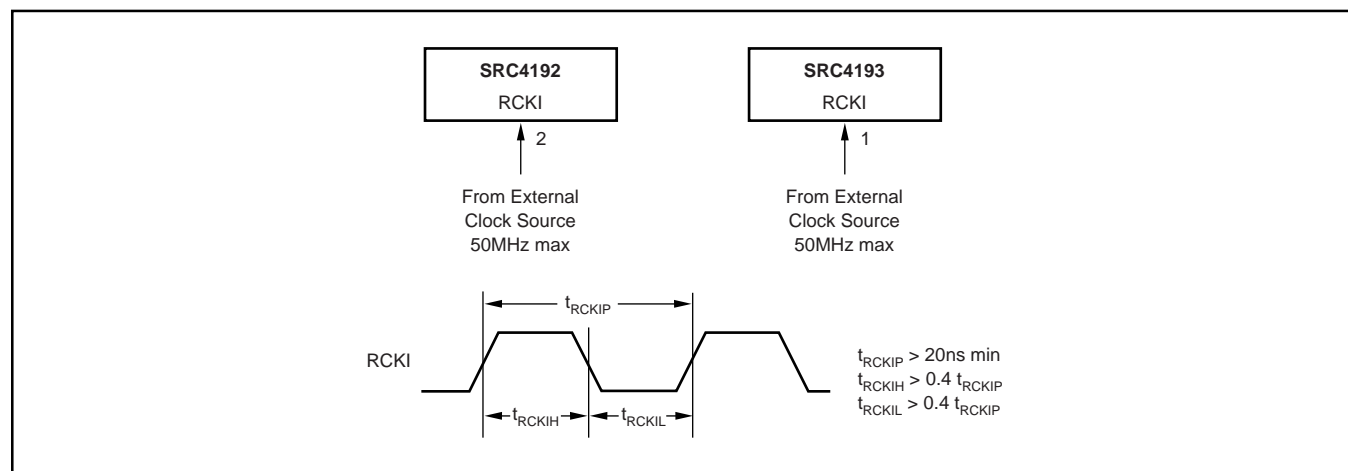 SRC4192
RCKI
2
From External
Clock Source
50MHz max
SRC4193
RCKI
1
From External
Clock Source
50MHz max
tRCKIP
RCKI
tRCKIH
tRCKIL
tRCKIP > 20ns min
tRCKIH > 0.4 tRCKIP
tRCKIL > 0.4 tRCKIP